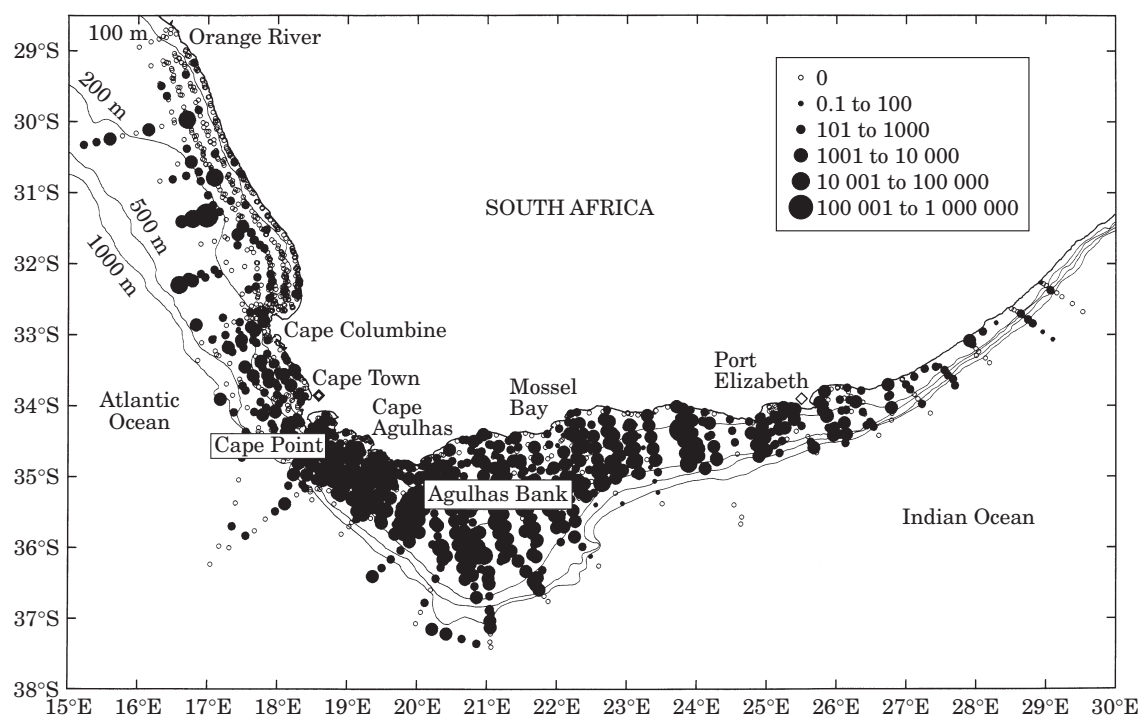 29°S
30°S
31°S
32°S
33°S
34°S
35°S
36°S
37°S
38°S
15°E
16°E
17°E
18°E
19°E
20°E
21°E
22°E
23°E
24°E
25°E
26°E
27°E
28°E
29°E
30°E
100 m
200 m
500 m
1000 m
Orange River
SOUTH AFRICA
0
0.1 to 100
101 to 1000
1001 to 10 000
10 001 to 100 000
100 001 to 1 000 000
Cape Columbine
Cape Town
Cape
Agulhas
Mossel
Bay
Port
Elizabeth
Atlantic
Ocean
Cape Point
Agulhas Bank
Indian Ocean